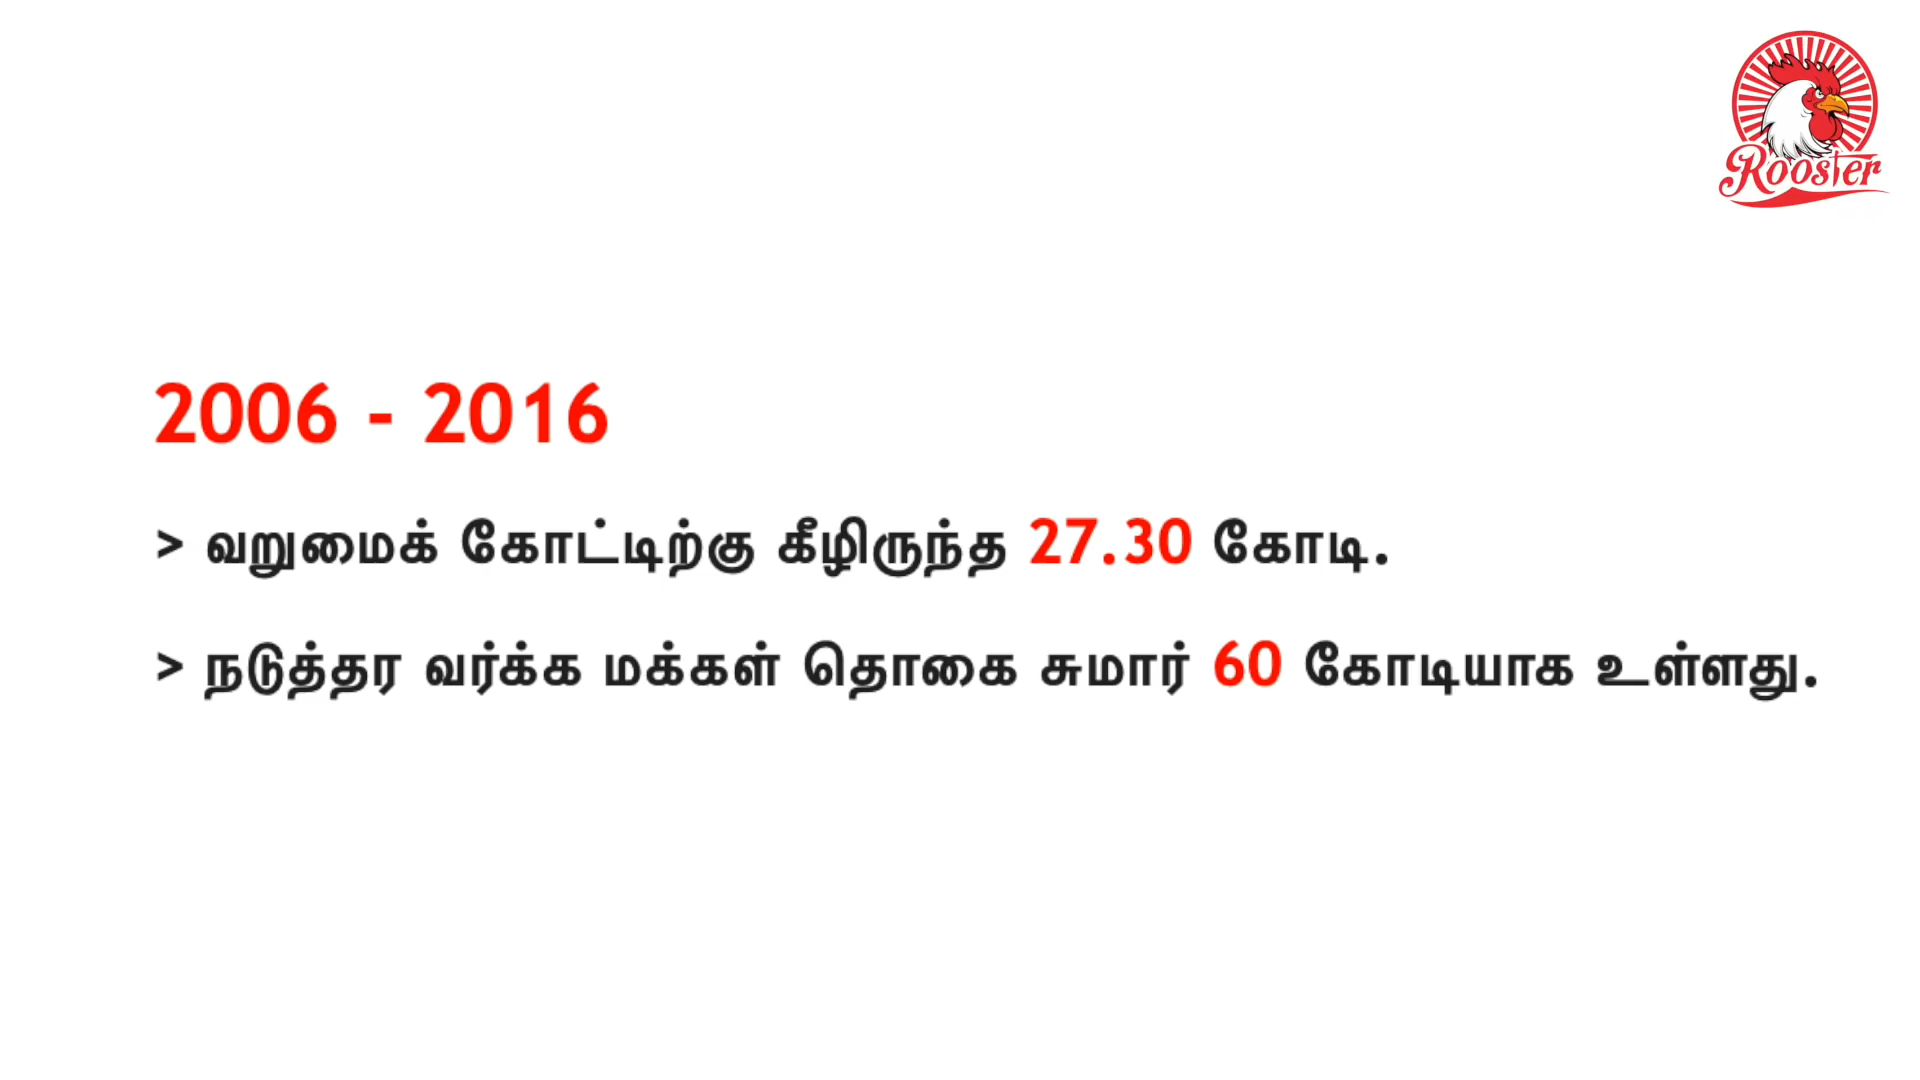 Rooster
2006 - 2016
> வறுமைக் கோட்டிற்கு கீழிருந்த 27.30 கோடி.
> நடுத்தர வர்க்க மக்கள் தொகை சுமார் 60 கோடியாக உள்ளது.